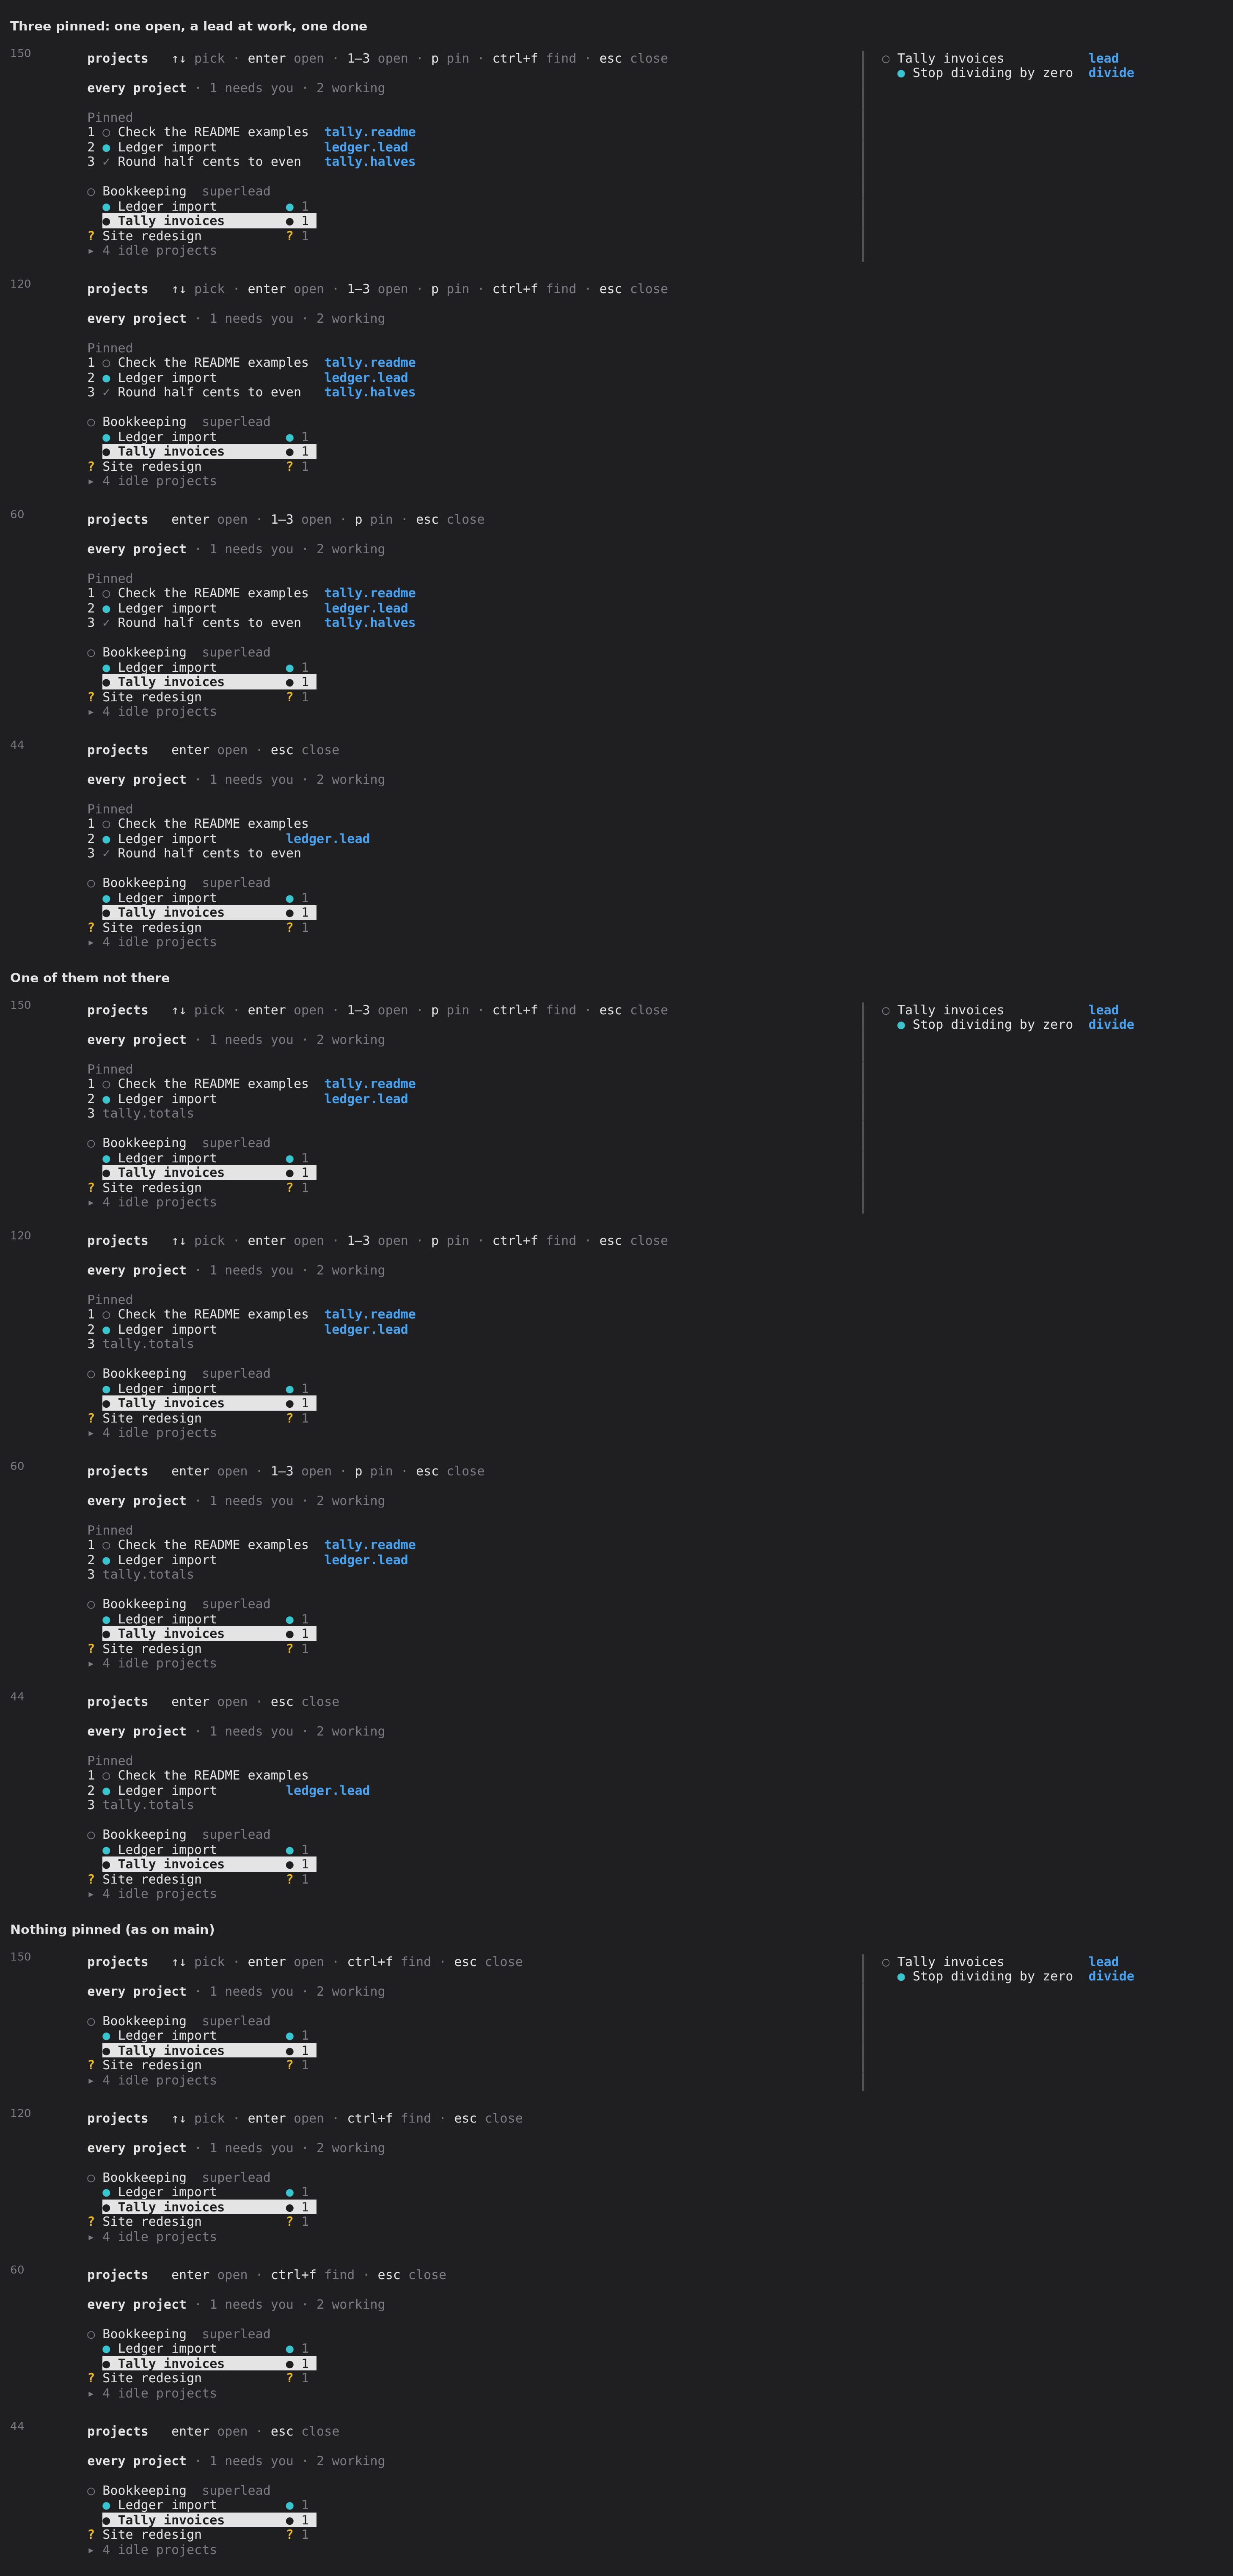 Three pinned: one open, a lead at work, one done
150 projects ↑↓ pick · enter open · 1–3 open · p pin · ctrl+f find · esc close │ ○ Tally invoices lead
│ ● Stop dividing by zero divide
every project · 1 needs you · 2 working
Pinned
1 ○ Check the README examples tally.readme
2 ● Ledger import ledger.lead
3 ✓ Round half cents to even tally.halves
○ Bookkeeping superlead
● Ledger import ● 1
● Tally invoices ● 1
? Site redesign ? 1
▸ 4 idle projects
120 projects ↑↓ pick · enter open · 1–3 open · p pin · ctrl+f find · esc close
every project · 1 needs you · 2 working
Pinned
1 ○ Check the README examples tally.readme
2 ● Ledger import ledger.lead
3 ✓ Round half cents to even tally.halves
○ Bookkeeping superlead
● Ledger import ● 1
● Tally invoices ● 1
? Site redesign ? 1
▸ 4 idle projects
60 projects enter open · 1–3 open · p pin · esc close
every project · 1 needs you · 2 working
Pinned
1 ○ Check the README examples tally.readme
2 ● Ledger import ledger.lead
3 ✓ Round half cents to even tally.halves
○ Bookkeeping superlead
● Ledger import ● 1
● Tally invoices ● 1
? Site redesign ? 1
▸ 4 idle projects
44 projects enter open · esc close
every project · 1 needs you · 2 working
Pinned
1 ○ Check the README examples
2 ● Ledger import ledger.lead
3 ✓ Round half cents to even
○ Bookkeeping superlead
● Ledger import ● 1
● Tally invoices ● 1
? Site redesign ? 1
▸ 4 idle projects
One of them not there
150 projects ↑↓ pick · enter open · 1–3 open · p pin · ctrl+f find · esc close │ ○ Tally invoices lead
│ ● Stop dividing by zero divide
every project · 1 needs you · 2 working
Pinned
1 ○ Check the README examples tally.readme
2 ● Ledger import ledger.lead
3 tally.totals
○ Bookkeeping superlead
● Ledger import ● 1
● Tally invoices ● 1
? Site redesign ? 1
▸ 4 idle projects
120 projects ↑↓ pick · enter open · 1–3 open · p pin · ctrl+f find · esc close
every project · 1 needs you · 2 working
Pinned
1 ○ Check the README examples tally.readme
2 ● Ledger import ledger.lead
3 tally.totals
○ Bookkeeping superlead
● Ledger import ● 1
● Tally invoices ● 1
? Site redesign ? 1
▸ 4 idle projects
60 projects enter open · 1–3 open · p pin · esc close
every project · 1 needs you · 2 working
Pinned
1 ○ Check the README examples tally.readme
2 ● Ledger import ledger.lead
3 tally.totals
○ Bookkeeping superlead
● Ledger import ● 1
● Tally invoices ● 1
? Site redesign ? 1
▸ 4 idle projects
44 projects enter open · esc close
every project · 1 needs you · 2 working
Pinned
1 ○ Check the README examples
2 ● Ledger import ledger.lead
3 tally.totals
○ Bookkeeping superlead
● Ledger import ● 1
● Tally invoices ● 1
? Site redesign ? 1
▸ 4 idle projects
Nothing pinned (as on main)
150 projects ↑↓ pick · enter open · ctrl+f find · esc close │ ○ Tally invoices lead
│ ● Stop dividing by zero divide
every project · 1 needs you · 2 working
○ Bookkeeping superlead
● Ledger import ● 1
● Tally invoices ● 1
? Site redesign ? 1
▸ 4 idle projects
120 projects ↑↓ pick · enter open · ctrl+f find · esc close
every project · 1 needs you · 2 working
○ Bookkeeping superlead
● Ledger import ● 1
● Tally invoices ● 1
? Site redesign ? 1
▸ 4 idle projects
60 projects enter open · ctrl+f find · esc close
every project · 1 needs you · 2 working
○ Bookkeeping superlead
● Ledger import ● 1
● Tally invoices ● 1
? Site redesign ? 1
▸ 4 idle projects
44 projects enter open · esc close
every project · 1 needs you · 2 working
○ Bookkeeping superlead
● Ledger import ● 1
● Tally invoices ● 1
? Site redesign ? 1
▸ 4 idle projects